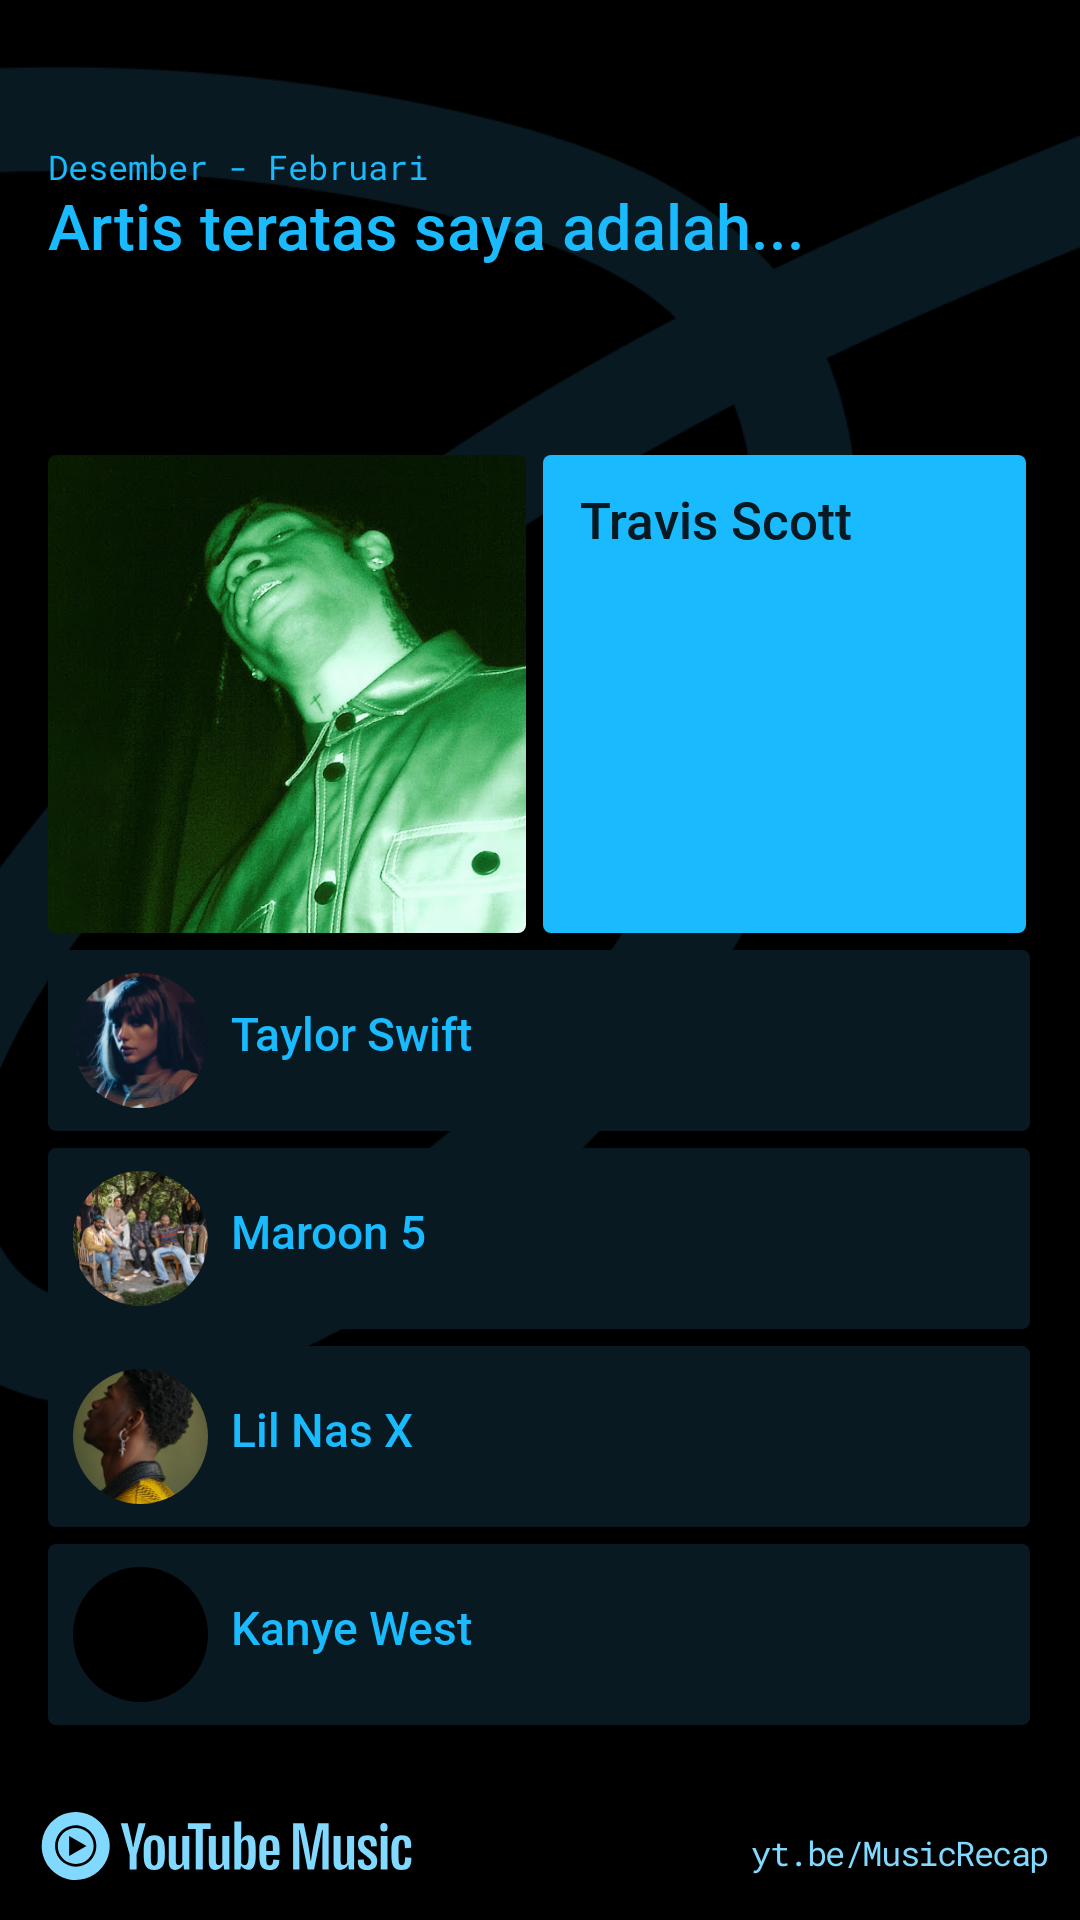 Desember - Februari
Artis teratas saya adalah...
Travis Scott
Taylor Swift
Maroon 5
Lil Nas X
Kanye West
YouTube Music
yt.be/MusicRecap